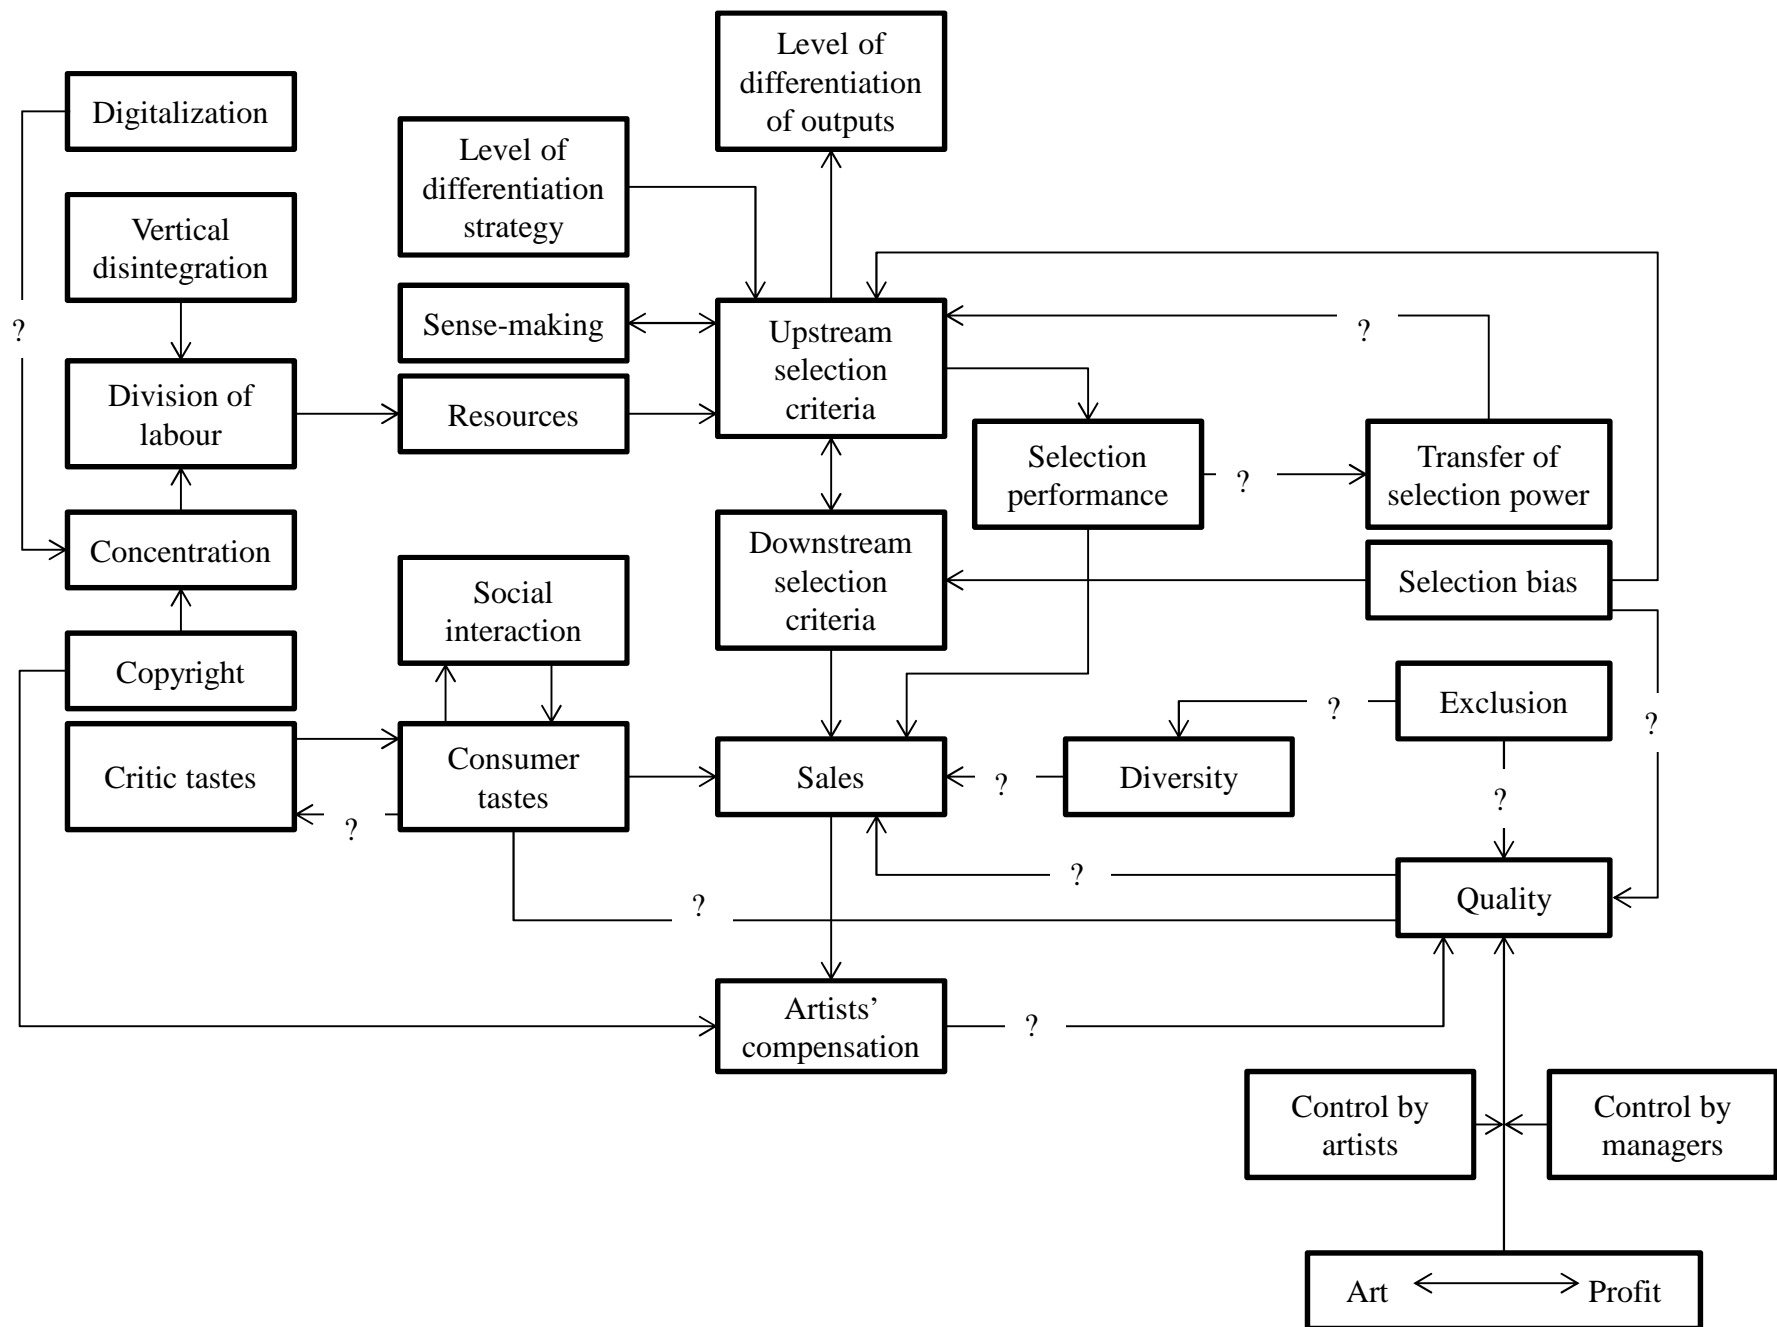 Level of
differentiation
of outputs
Digitalization
Level of
differentiation
strategy
Vertical
disintegration
?
Sense-making
Upstream
selection
criteria
?
Division of
labour
Resources
Selection
performance
?
Transfer of
selection power
Concentration
Downstream
selection
criteria
Selection bias
Social
interaction
Copyright
Exclusion
?
?
Critic tastes
?
Consumer
tastes
Sales
?
Diversity
?
?
Quality
?
Artists’
compensation
?
Control by
artists
Control by
managers
Art
Profit